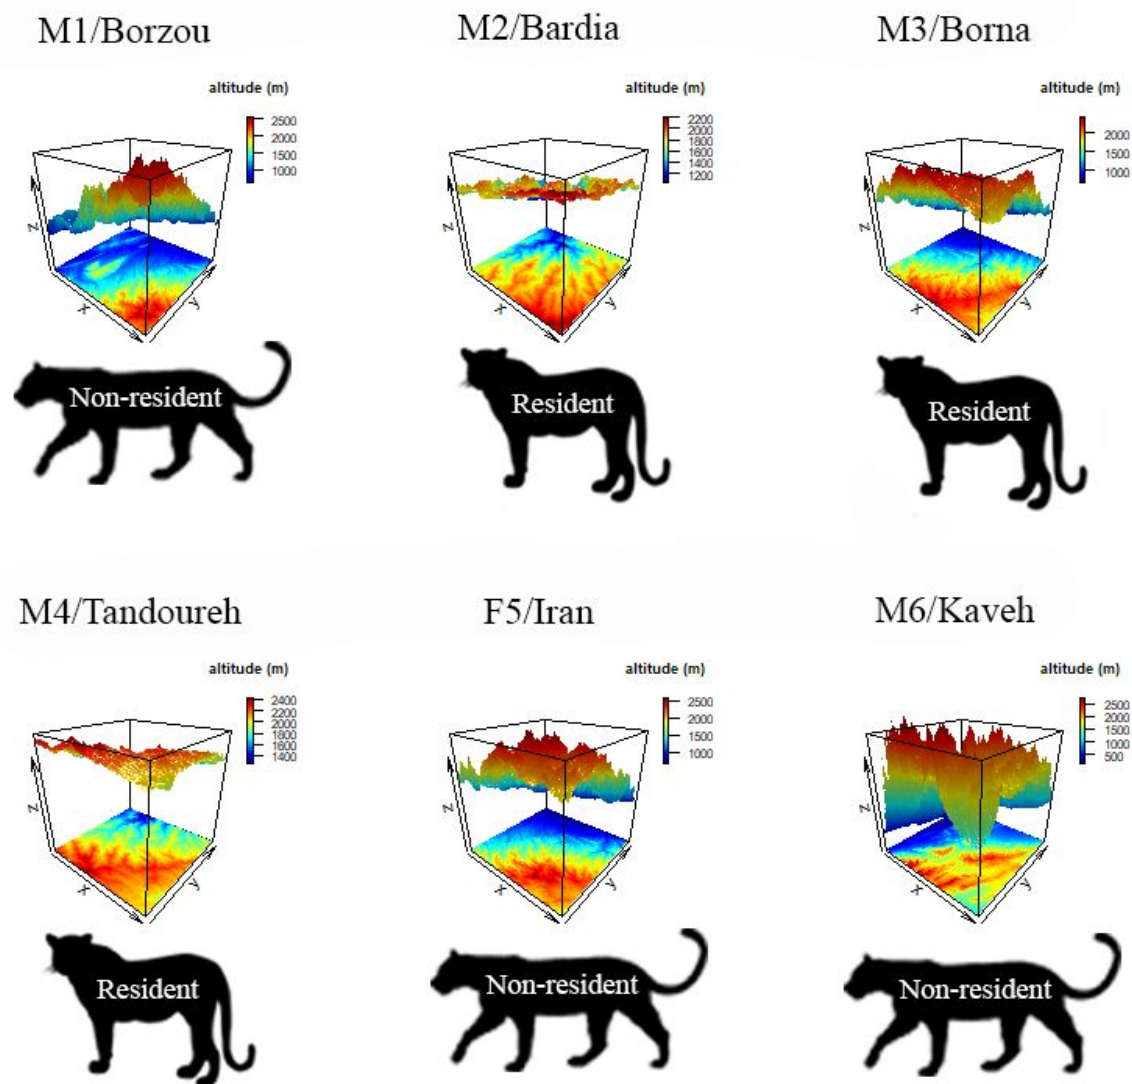 M1/Borzou
M2/Bardia
M3/Borna
altitude (m)
2500
2000
1500
1000
z
x
y
altitude (m)
2200
2000
1800
1600
1400
1200
z
x
y
altitude (m)
2000
1000
z
x
y
Non-resident
Resident
Resident
M4/Tandoureh
F5/Iran
M6/Kaveh
altitude (m)
2400
2200
2000
1800
1600
1400
z
x
y
altitude (m)
2500
2000
1500
1000
z
x
y
altitude (m)
2500
2000
1500
1000
500
z
x
y
Resident
Non-resident
Non-resident